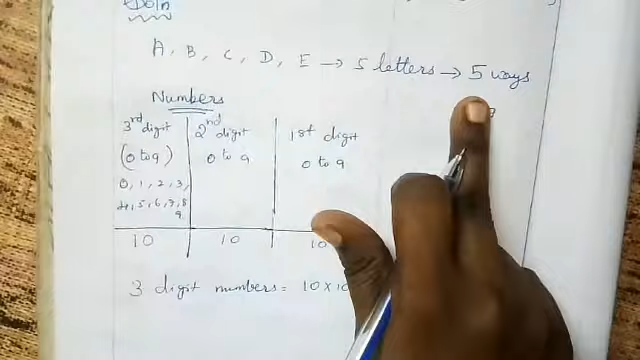 Soln
A, B, C, D, E → 5 letters → 5 ways
Numbers
3rd digit 2nd digit 1st digit
(0 to 9) 0 to 9 0 to 9
0, 1, 2, 3,
4, 5, 6, 7, 8
9
10 10 10
3 digit numbers = 10 × 10